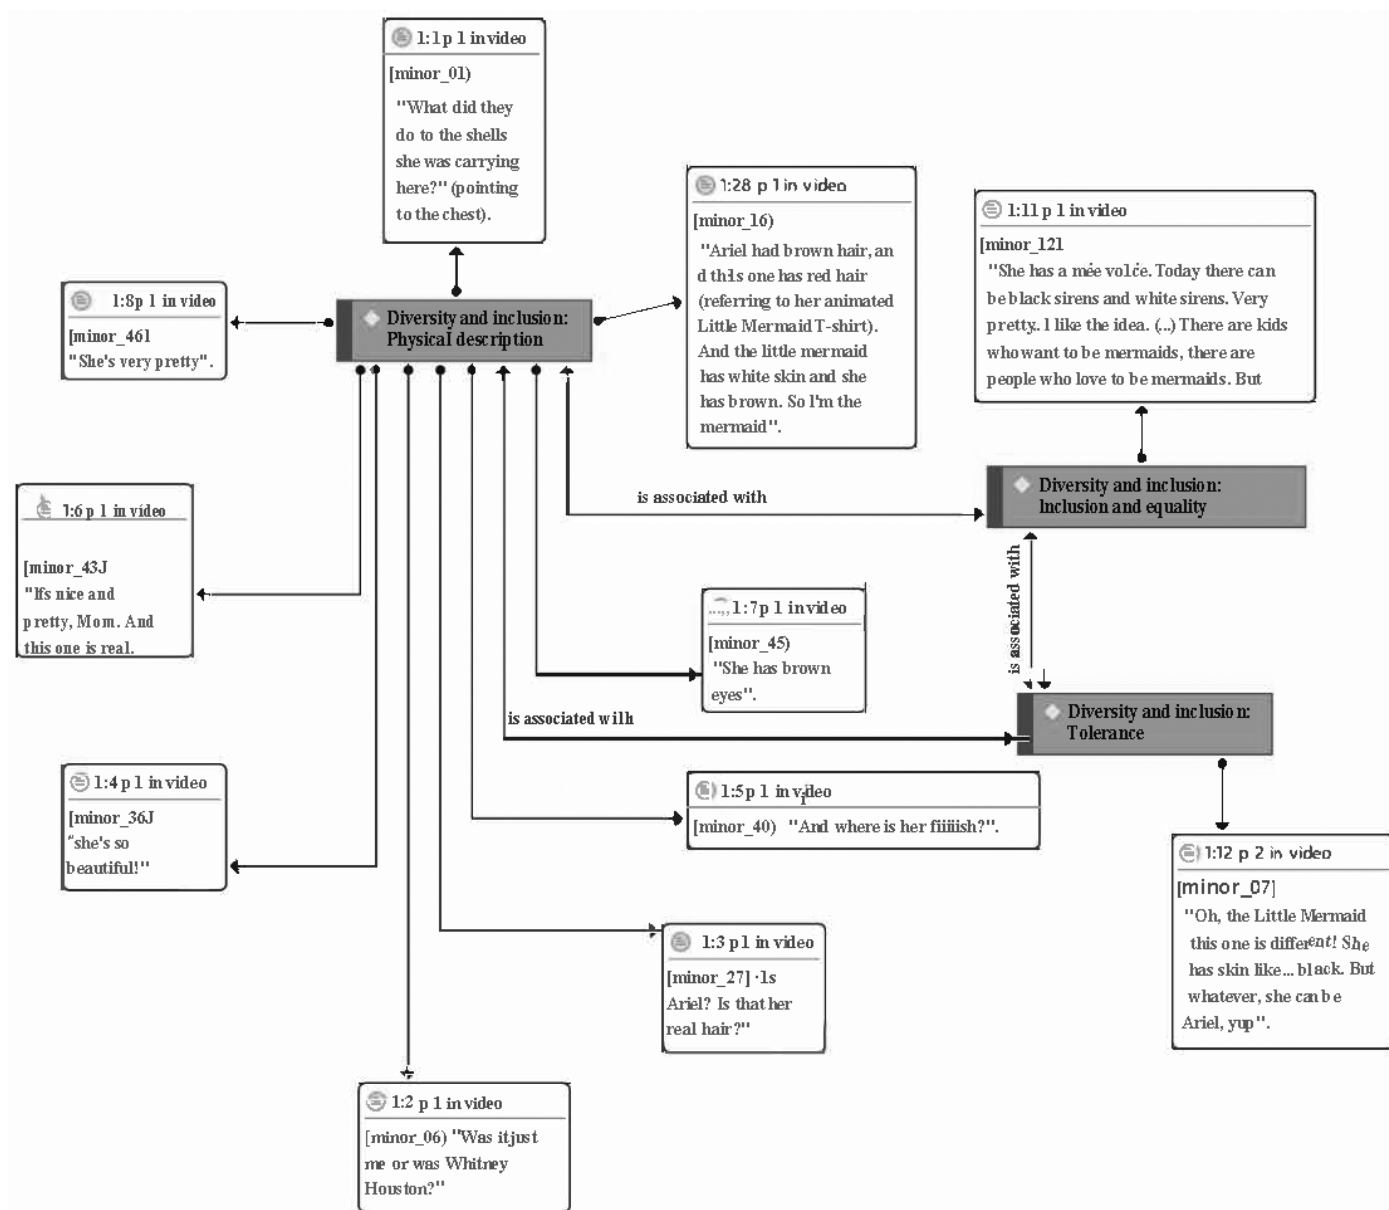 1:1p 1 in video
[minor_01)
"What did they
do to the shells
she was carrying
here?" (pointing
to the chest).
1:28 p 1 in video
[minor_16)
"Ariel had brown hair, an
d this one has red hair
(referring to her animated
Little Mermaid T-shirt).
And the little mermaid
has white skin and she
has brown. So I'm the
mermaid".
1:11 p 1 in video
[minor_121
"She has a mée volće. Today there can
be black sirens and white sirens. Very
pretty. I like the idea. (..) There are kids
who want to be mermaids, there are
people who love to be mermaids. But
1:8p 1 in video
[minor_461
"She's very pretty".
Diversity and inclusion:
Physical description
Diversity and inclusion:
Inclusion and equality
is associated with
1:6 p 1 in video
[minor_43J
"Ifs nice and
pretty, Mom. And
this one is real.
is associated with
1:7p 1 in video
[minor_45)
"She has brown
eyes".
is associated wilh
Diversity and inclusion:
Tolerance
1:4 p 1 in video
[minor_36J
"she's so
beautiful!"
1:5p 1 in video
[minor_40) "And where is her fiiiiish?".
1:12 p 2 in video
[minor_07]
"Oh, the Little Mermaid
this one is different! She
has skin like... black. But
whatever, she can be
Ariel, yup".
1:3 p 1 in video
[minor_27] ·1s
Ariel? Is that her
real hair?"
1:2 p 1 in video
[minor_06) "Was it just
me or was Whitney
Houston?"